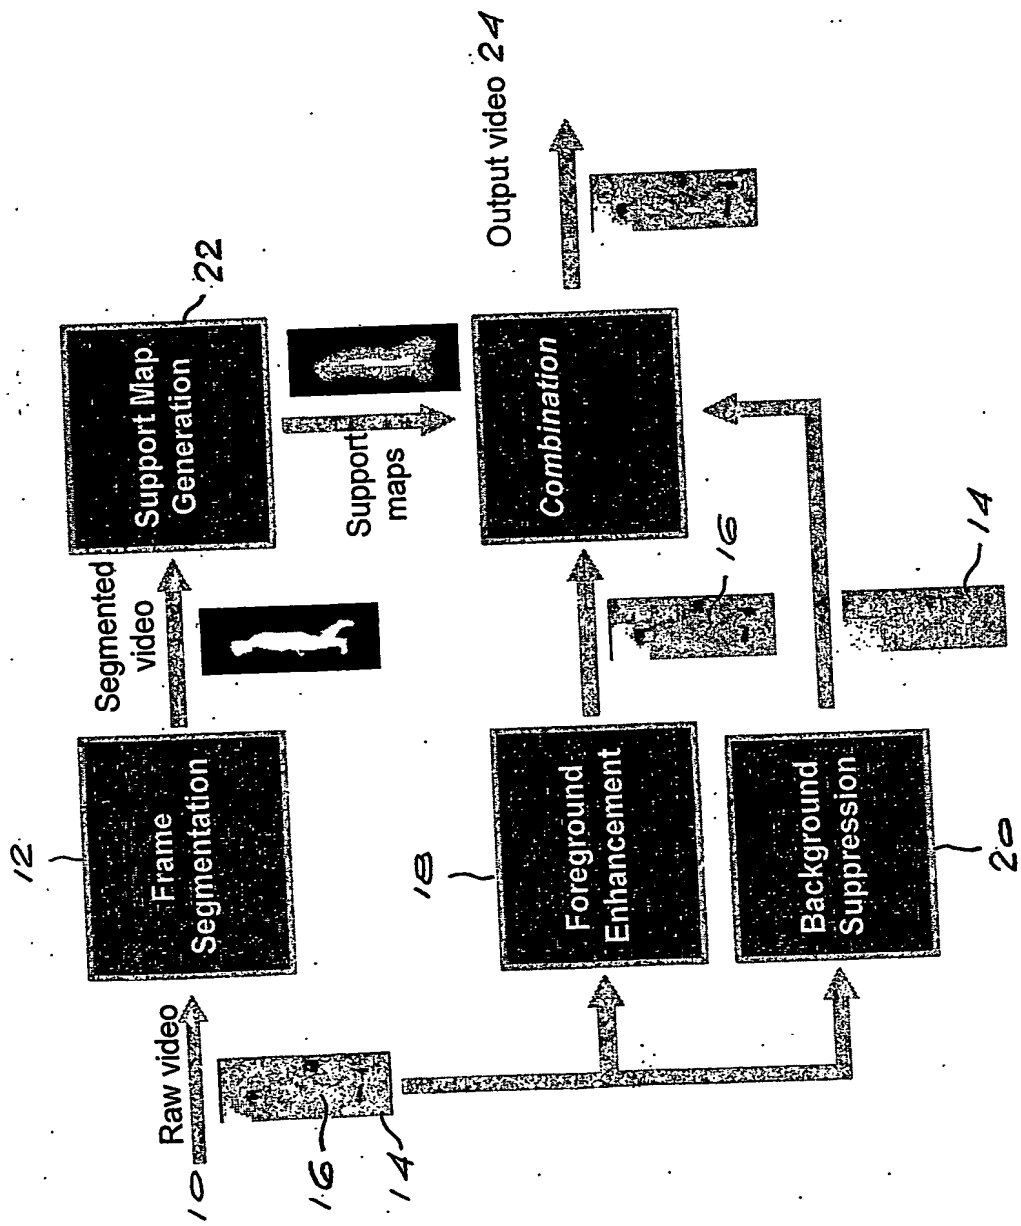 10
Raw video
16
14
12
Frame
Segmentation
Segmented
video
Support Map
Generation
22
Support
maps
18
Foreground
Enhancement
16
Combination
Output video 24
Background
Suppression
20
14